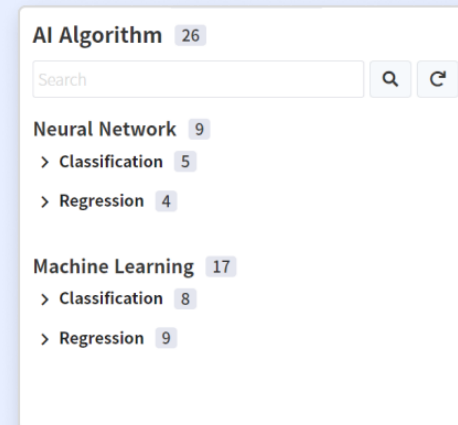 AI Algorithm 26
Search
Neural Network 9
Classification 5
Regression 4
Machine Learning 17
Classification 8
Regression 9